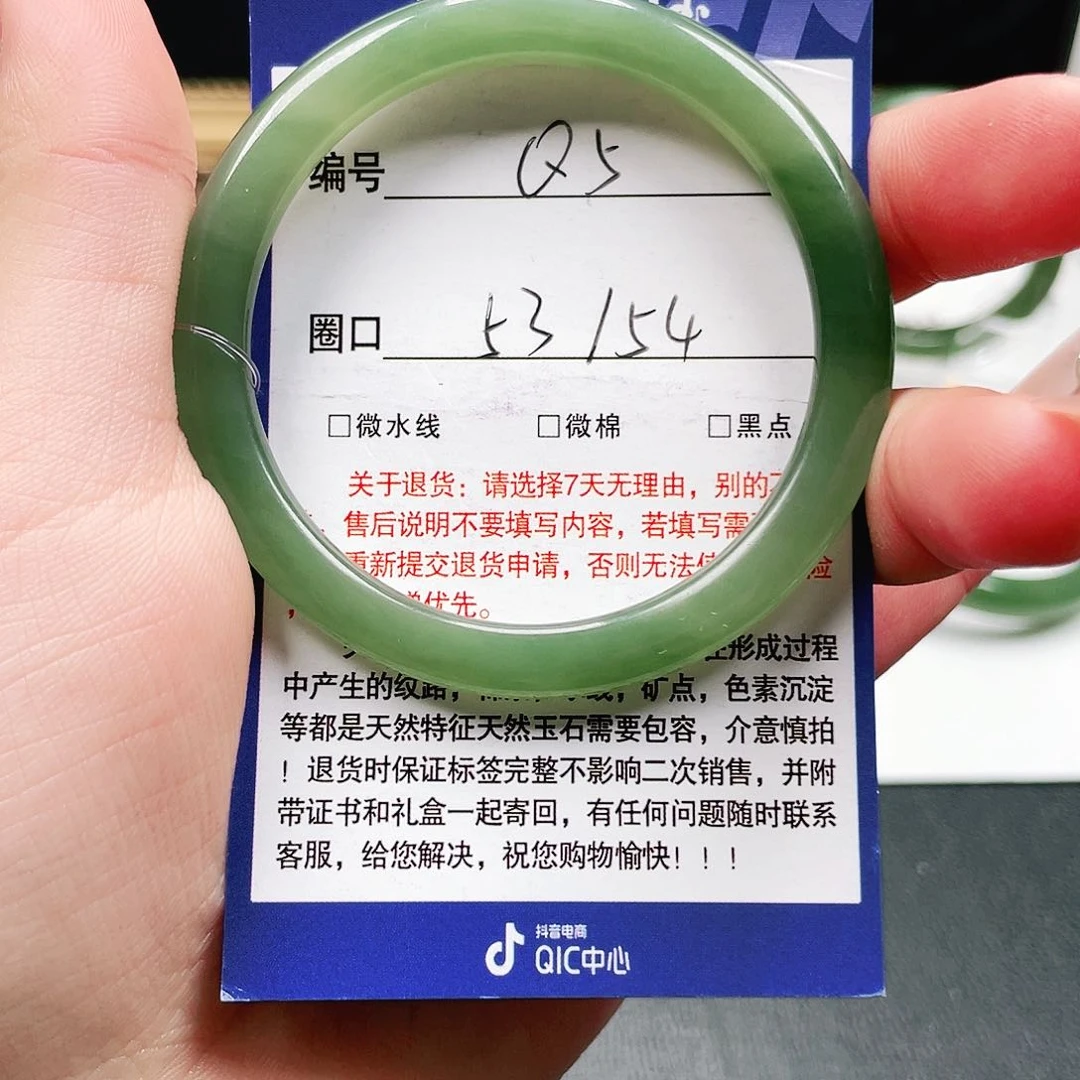 编号 Q5
圈口 53/54
□微水线 □微棉 □黑点
关于退货：请选择7天无理由，别的
售后说明不要填写内容，若填写需
重新提交退货申请，否则无法使 险
优先。
形成过程
中产生的纹路， 线，矿点，色素沉淀
等都是天然特征天然玉石需要包容，介意慎拍
！退货时保证标签完整不影响二次销售，并附
带证书和礼盒一起寄回，有任何问题随时联系
客服，给您解决，祝您购物愉快！！！
抖音电商
QIC中心